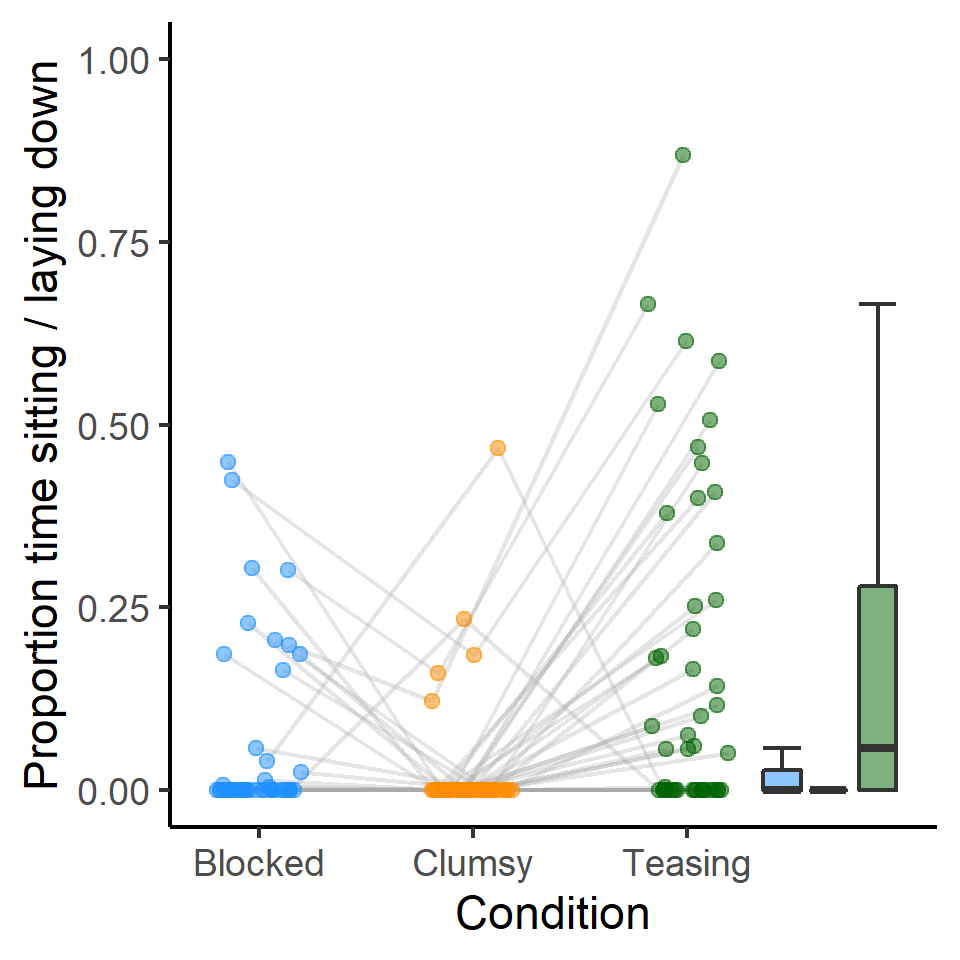 Proportion time sitting / laying down
1.00
0.75
0.50
0.25
0.00
Blocked Clumsy Teasing
Condition